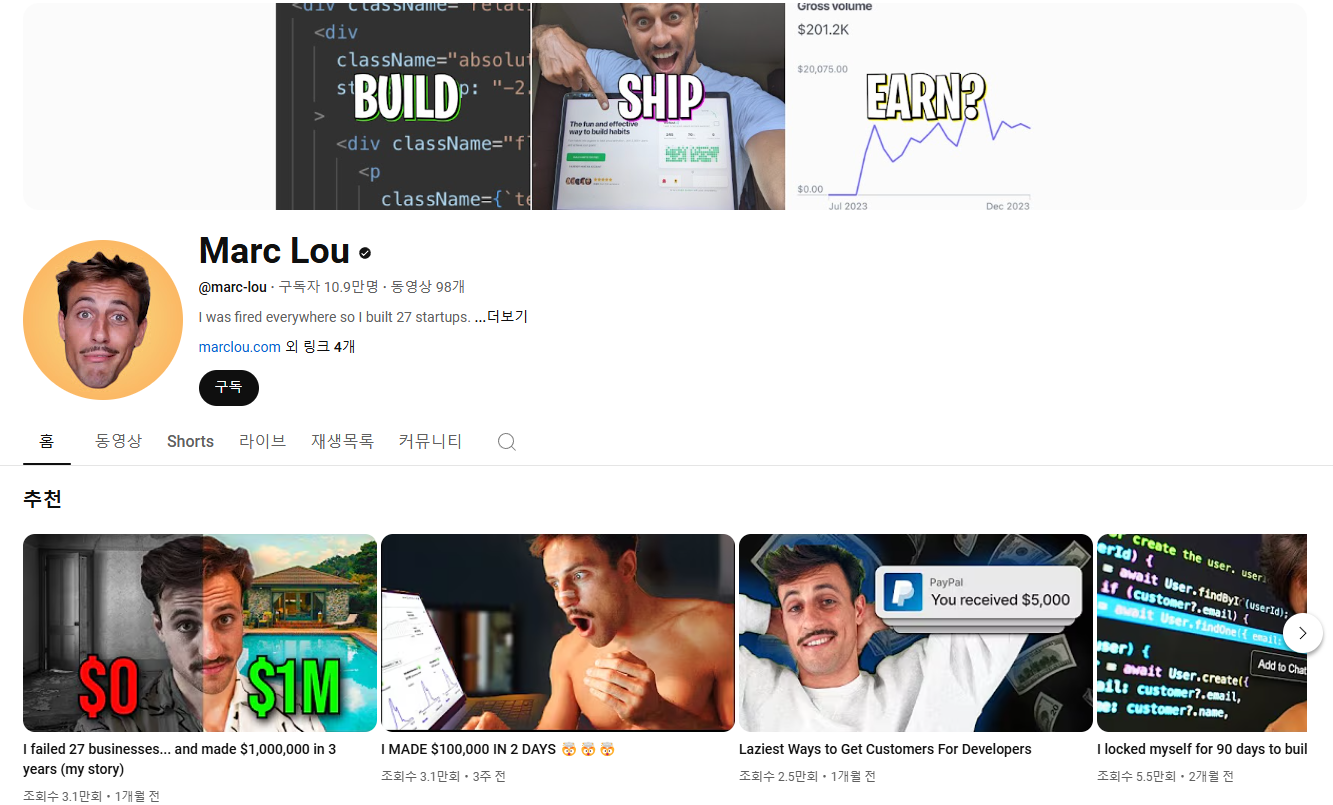 <div className="relati
<div
className="absolut
st p: "-2.
>
<div className="fl
<p
className={`te
BUILD
The fun and effective
way to build habits
SHIP
Gross volume
$201.2K
$20,075.00
EARN?
$0.00
Jul 2023 Dec 2023
Marc Lou
@marc-lou · 구독자 10.9만명 · 동영상 98개
I was fired everywhere so I built 27 startups. ...더보기
marclou.com 외 링크 4개
구독
홈 동영상 Shorts 라이브 재생목록 커뮤니티
추천
$0 $1M
I failed 27 businesses... and made $1,000,000 in 3
years (my story)
조회수 3.1만회 • 1개월 전
I MADE $100,000 IN 2 DAYS 🤯 🤯 🤯
조회수 3.1만회 • 3주 전
PayPal
You received $5,000
Laziest Ways to Get Customers For Developers
조회수 2.5만회 • 1개월 전
or create the user. user
erId) {
= await User.findById(userId);
if (customer?.email) {
= await User.findOne({ email:
user) {
Add to Chat
= await User.create({
ail: customer?.email,
me: customer?.name,
I locked myself for 90 days to buil
조회수 5.5만회 • 2개월 전